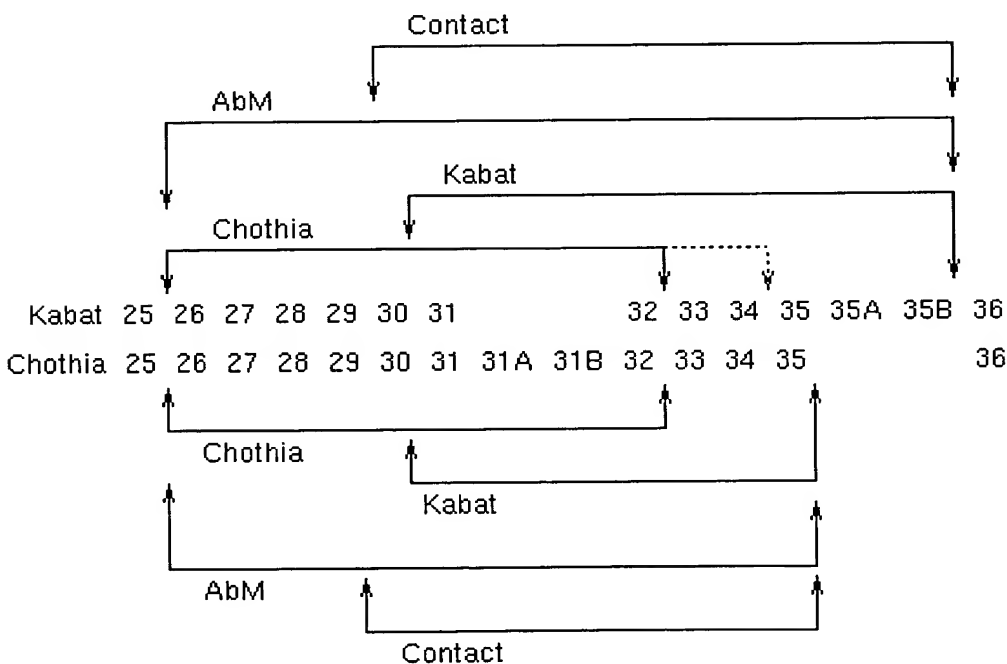 Contact
AbM
Kabat
Chothia
Kabat 25 26 27 28 29 30 31 32 33 34 35 35A 35B 36
Chothia 25 26 27 28 29 30 31 31A 31B 32 33 34 35 36
Chothia
Kabat
AbM
Contact